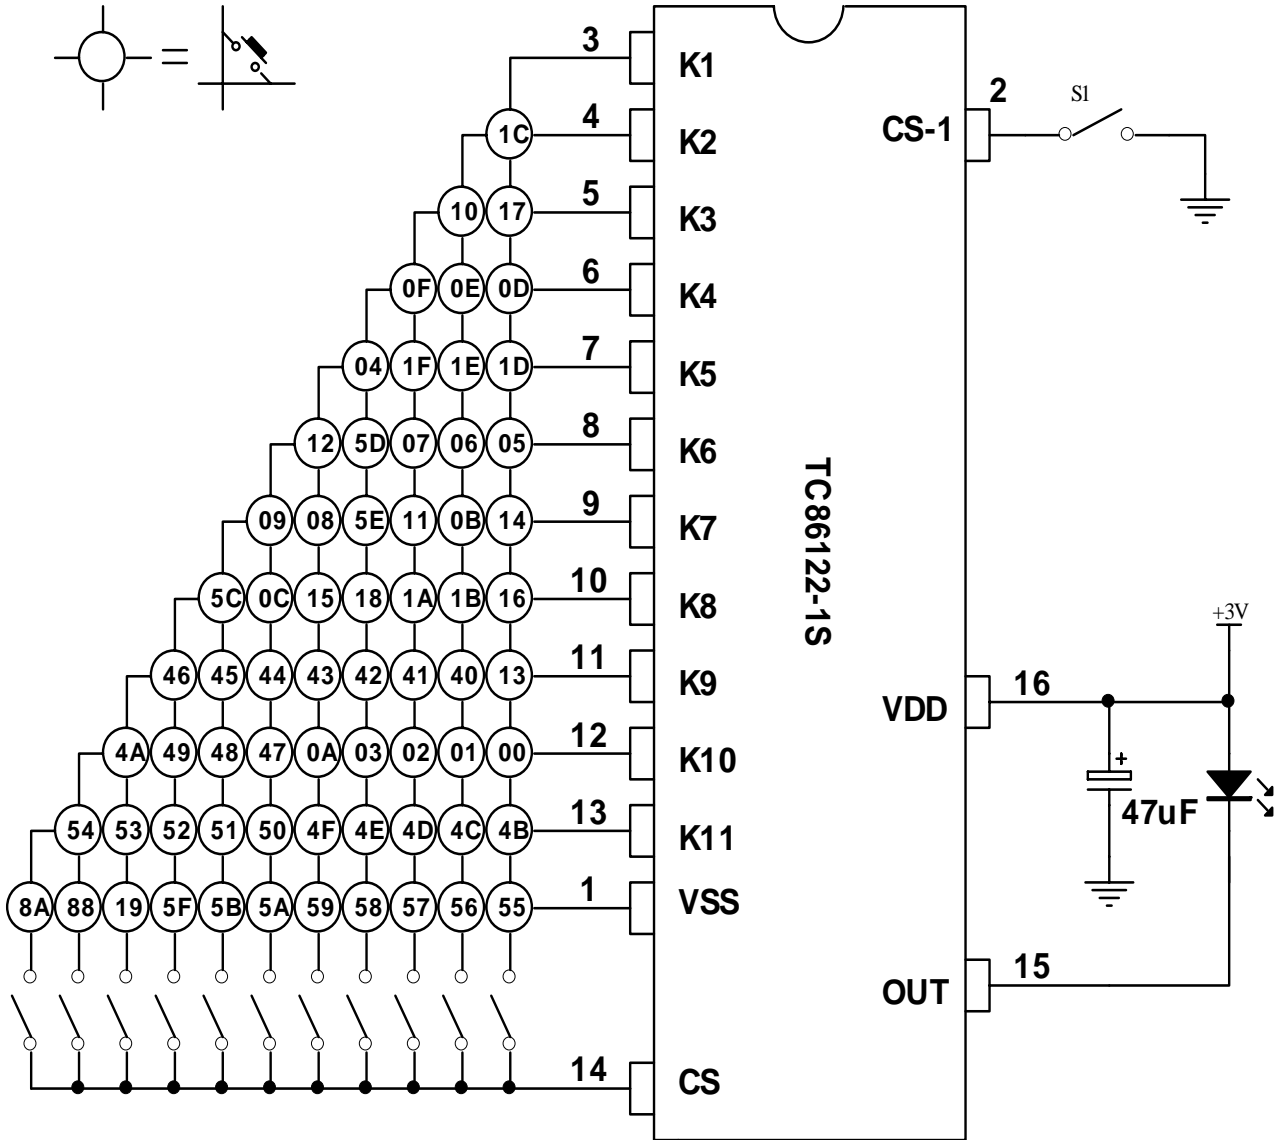 3 K1
2 S1
1C 4 K2 CS-1
10 17 5 K3
0F 0E 0D 6 K4
04 1F 1E 1D 7 K5
12 5D 07 06 05 8 K6
09 08 5E 11 0B 14 9 K7
TC86122-1S
5C 0C 15 18 1A 1B 16 10 K8
+3V
46 45 44 43 42 41 40 13 11 K9
16 VDD
4A 49 48 47 0A 03 02 01 00 12 K10
+
47uF
54 53 52 51 50 4F 4E 4D 4C 4B 13 K11
8A 88 19 5F 5B 5A 59 58 57 56 55 1 VSS
OUT 15
14 CS